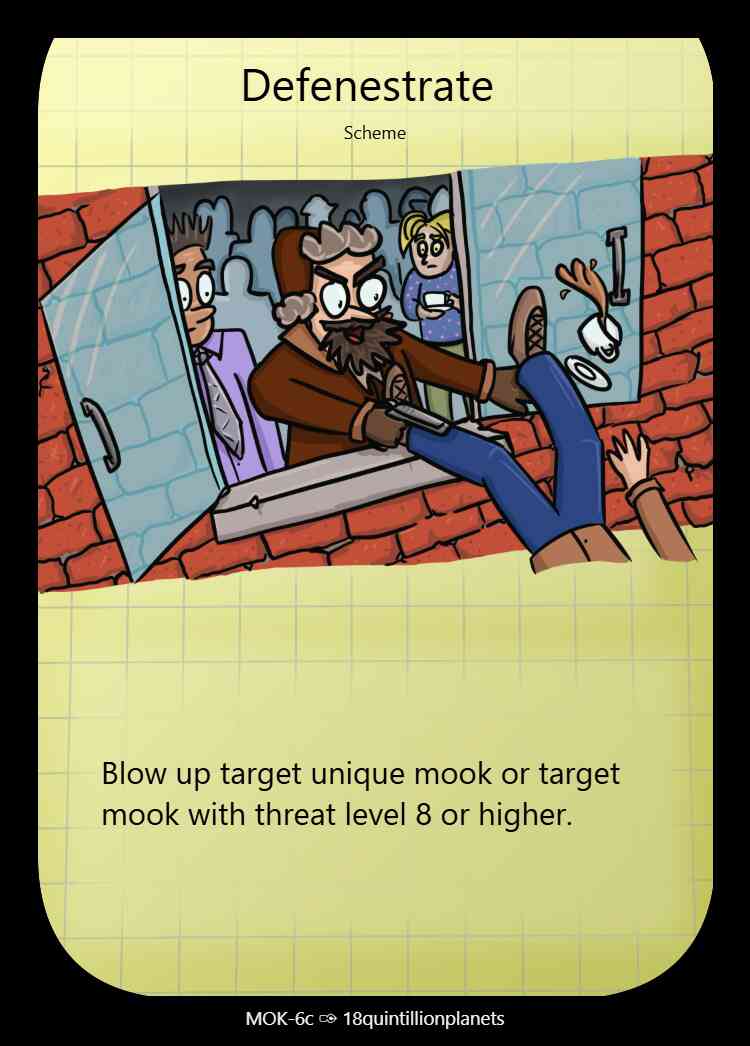 Defenestrate
Scheme
Blow up target unique mook or target
mook with threat level 8 or higher.
MOK-6c ✑ 18quintillionplanets